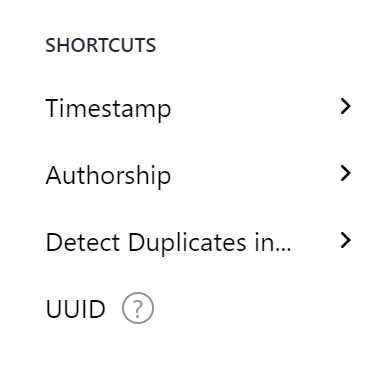 SHORTCUTS
Timestamp
Authorship
Detect Duplicates in...
UUID ?